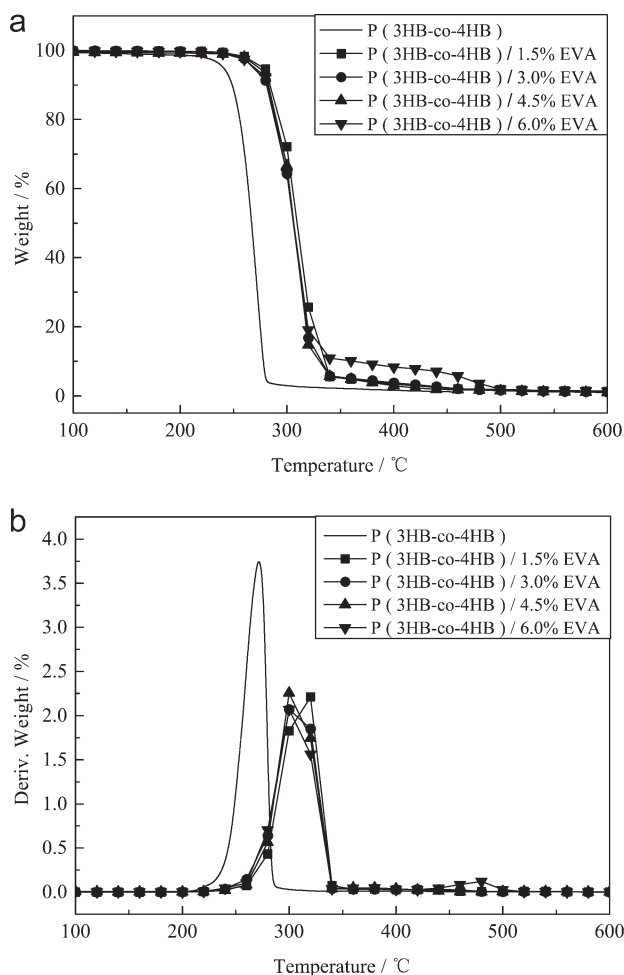 a
P ( 3HB-co-4HB )
P ( 3HB-co-4HB ) / 1.5% EVA
P ( 3HB-co-4HB ) / 3.0% EVA
P ( 3HB-co-4HB ) / 4.5% EVA
P ( 3HB-co-4HB ) / 6.0% EVA
100
80
60
40
20
0
Weight / %
100 200 300 400 500 600
Temperature / ℃
b
P ( 3HB-co-4HB )
P ( 3HB-co-4HB ) / 1.5% EVA
P ( 3HB-co-4HB ) / 3.0% EVA
P ( 3HB-co-4HB ) / 4.5% EVA
P ( 3HB-co-4HB ) / 6.0% EVA
4.0
3.5
3.0
2.5
2.0
1.5
1.0
0.5
0.0
Deriv. Weight / %
100 200 300 400 500 600
Temperature / ℃